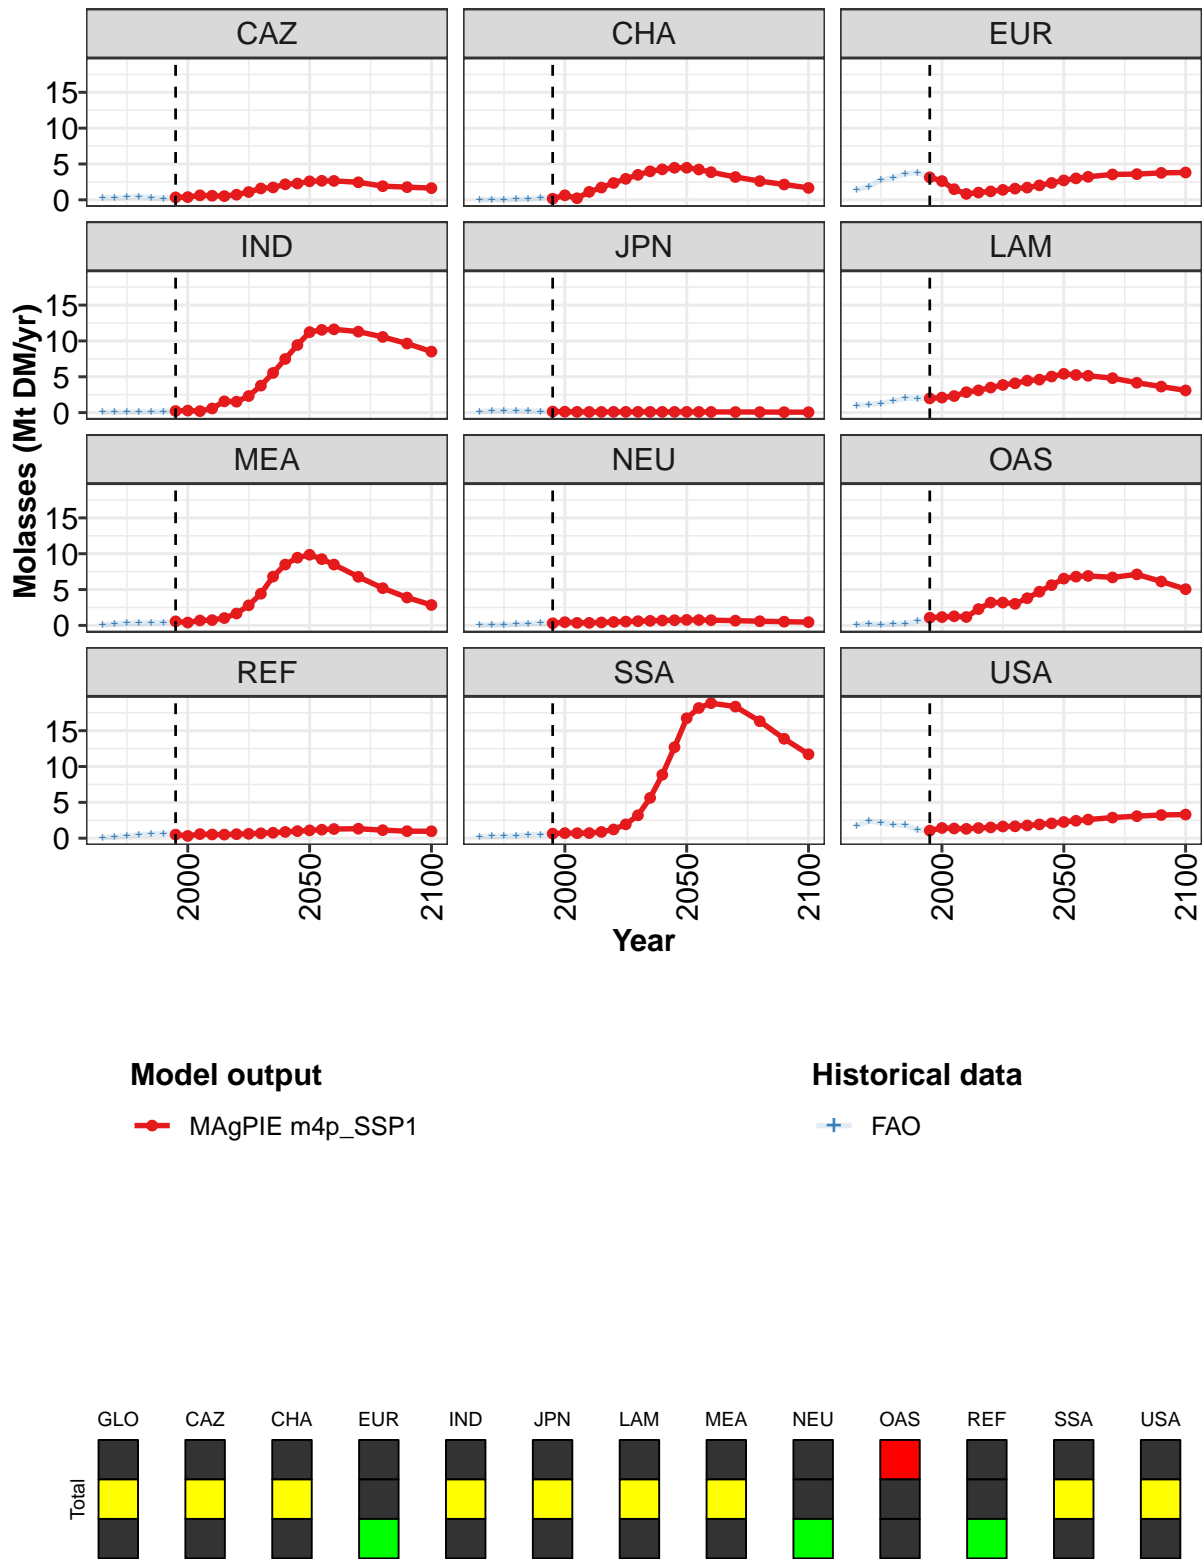 CAZ CHA EUR
15
10
5
0
IND JPN LAM
15
10
5
0
MEA NEU OAS
15
10
5
0
REF SSA USA
15
10
5
0
Molasses (Mt DM/yr)
2000 2050 2100 2000 2050 2100 2000 2050 2100
Year
Model output Historical data
MAgPIE m4p_SSP1 FAO
GLO CAZ CHA EUR IND JPN LAM MEA NEU OAS REF SSA USA
Total